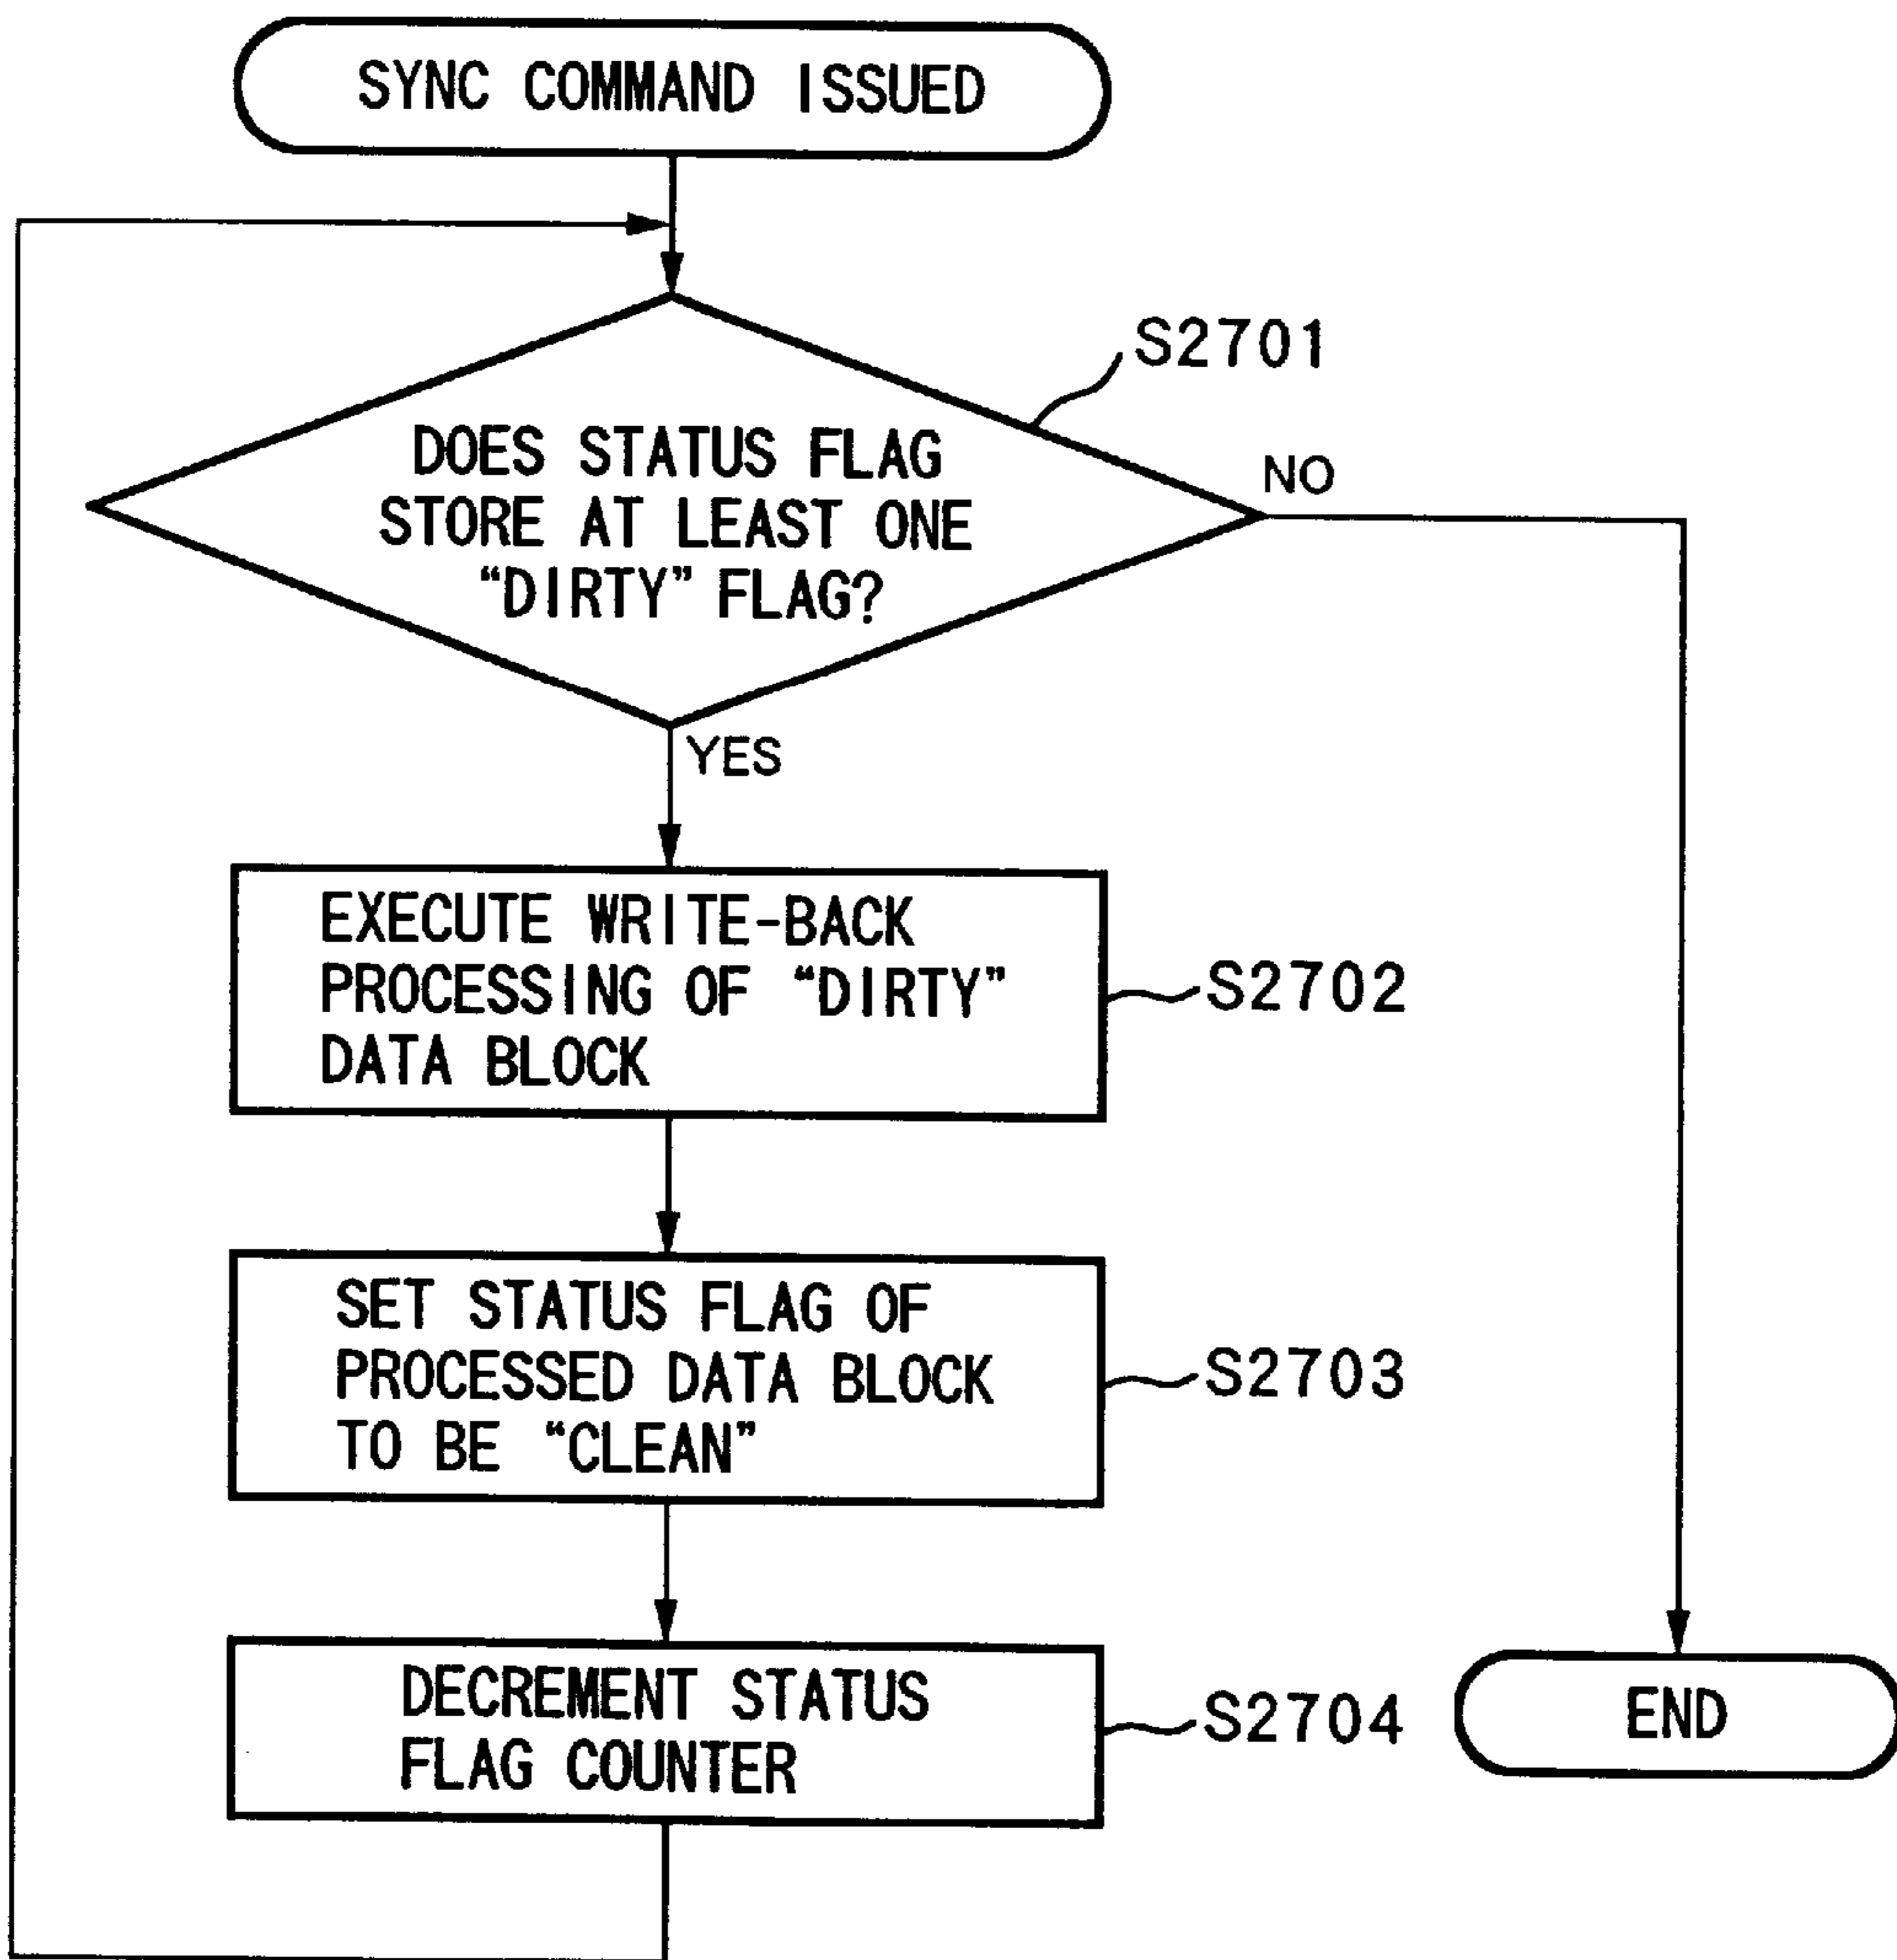 SYNC COMMAND ISSUED
S2701
DOES STATUS FLAG
STORE AT LEAST ONE
“DIRTY” FLAG?
NO
YES
EXECUTE WRITE-BACK
PROCESSING OF “DIRTY”
DATA BLOCK
S2702
SET STATUS FLAG OF
PROCESSED DATA BLOCK
TO BE “CLEAN”
S2703
DECREMENT STATUS
FLAG COUNTER
S2704
END